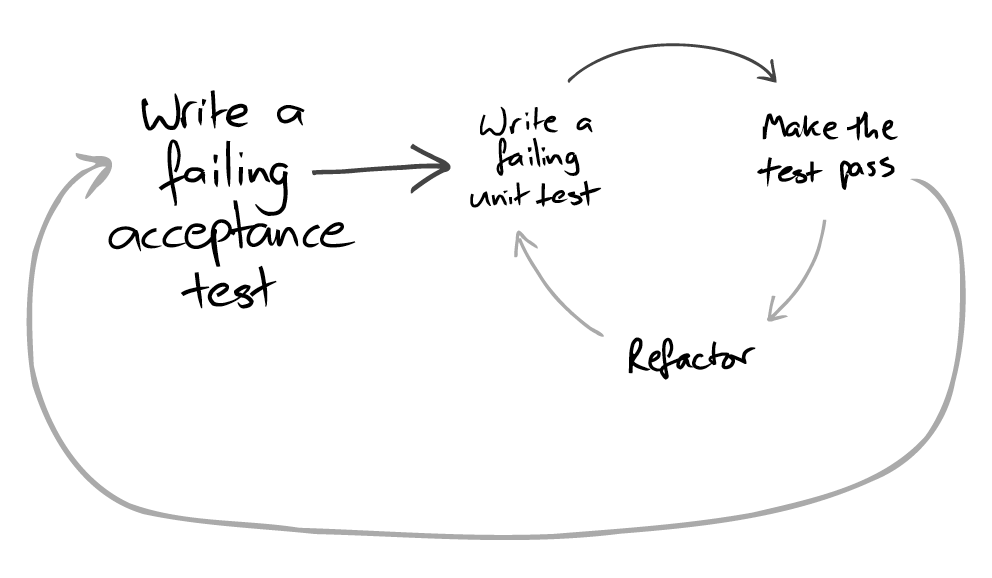 Write a
failing
acceptance
test
Write a
failing
unit test
Make the
test pass
Refactor